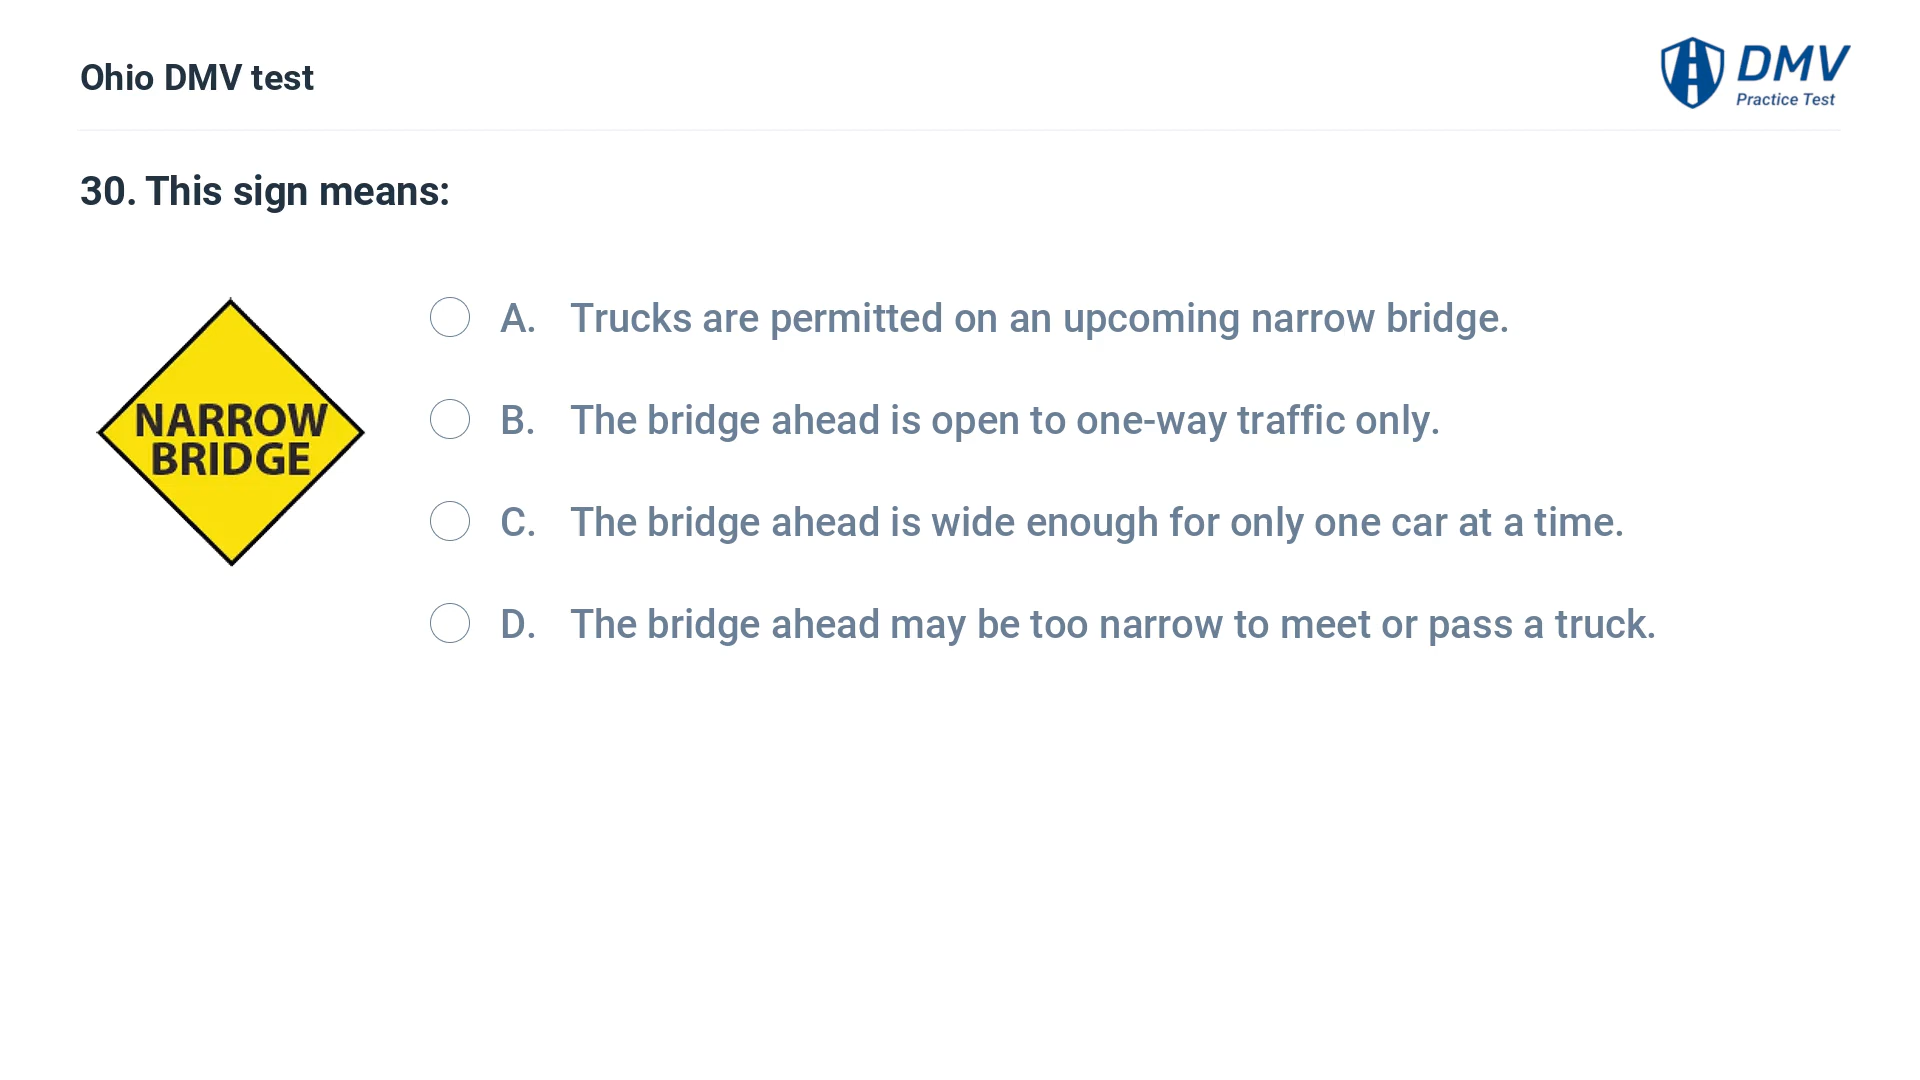 Ohio DMV test
DMV
Practice Test
30. This sign means:
NARROW
BRIDGE
A. Trucks are permitted on an upcoming narrow bridge.
B. The bridge ahead is open to one-way traffic only.
C. The bridge ahead is wide enough for only one car at a time.
D. The bridge ahead may be too narrow to meet or pass a truck.